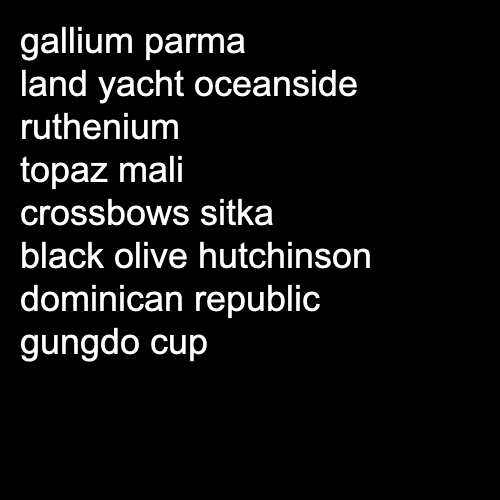 gallium parma
land yacht oceanside
ruthenium
topaz mali
crossbows sitka
black olive hutchinson
dominican republic
gungdo cup